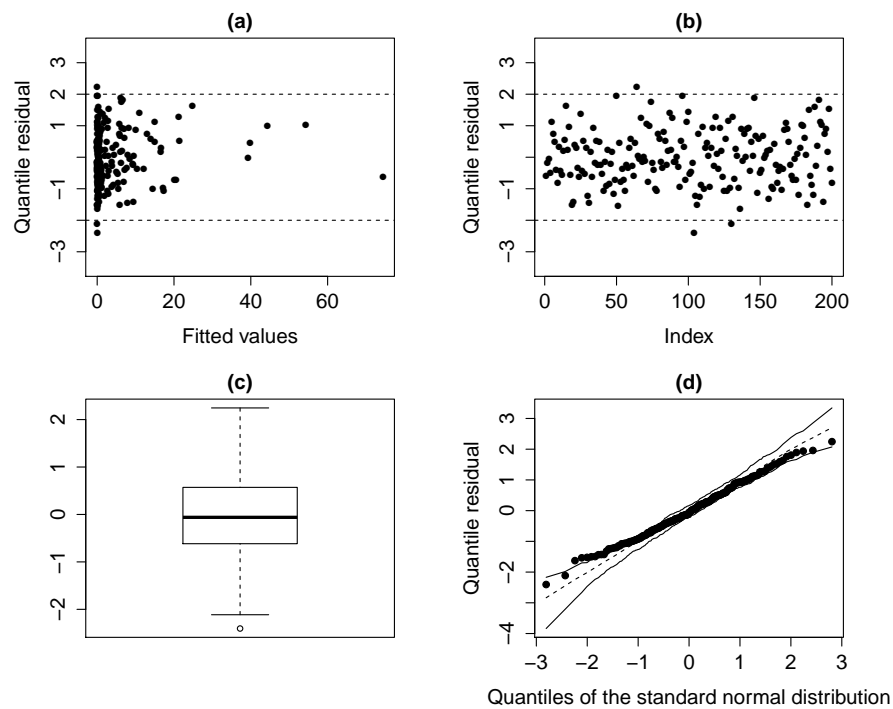 (a)
Quantile residual
3
2
1
−1
−3
0 20 40 60
Fitted values
(b)
Quantile residual
3
2
1
−1
−3
0 50 100 150 200
Index
(c)
2
1
0
−1
−2
(d)
Quantile residual
3
2
1
0
−2
−4
−3 −2 −1 0 1 2 3
Quantiles of the standard normal distribution